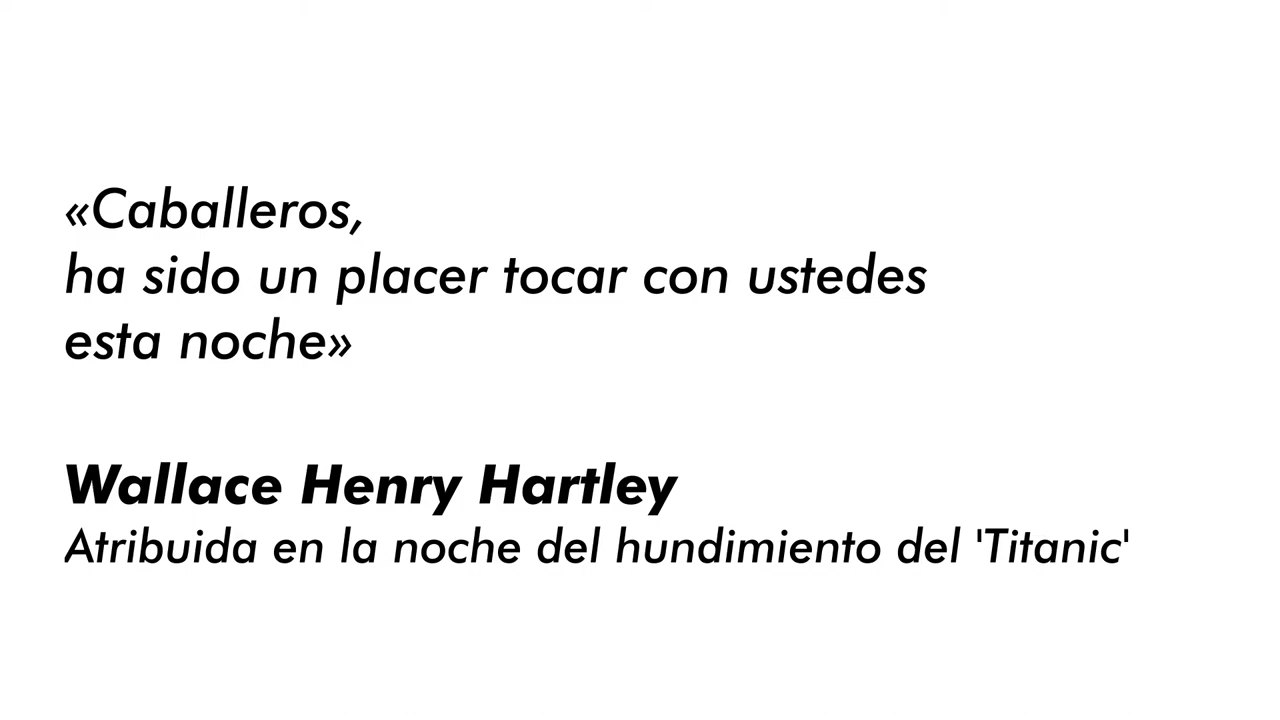 «Caballeros,
ha sido un placer tocar con ustedes
esta noche»
Wallace Henry Hartley
Atribuida en la noche del hundimiento del 'Titanic'